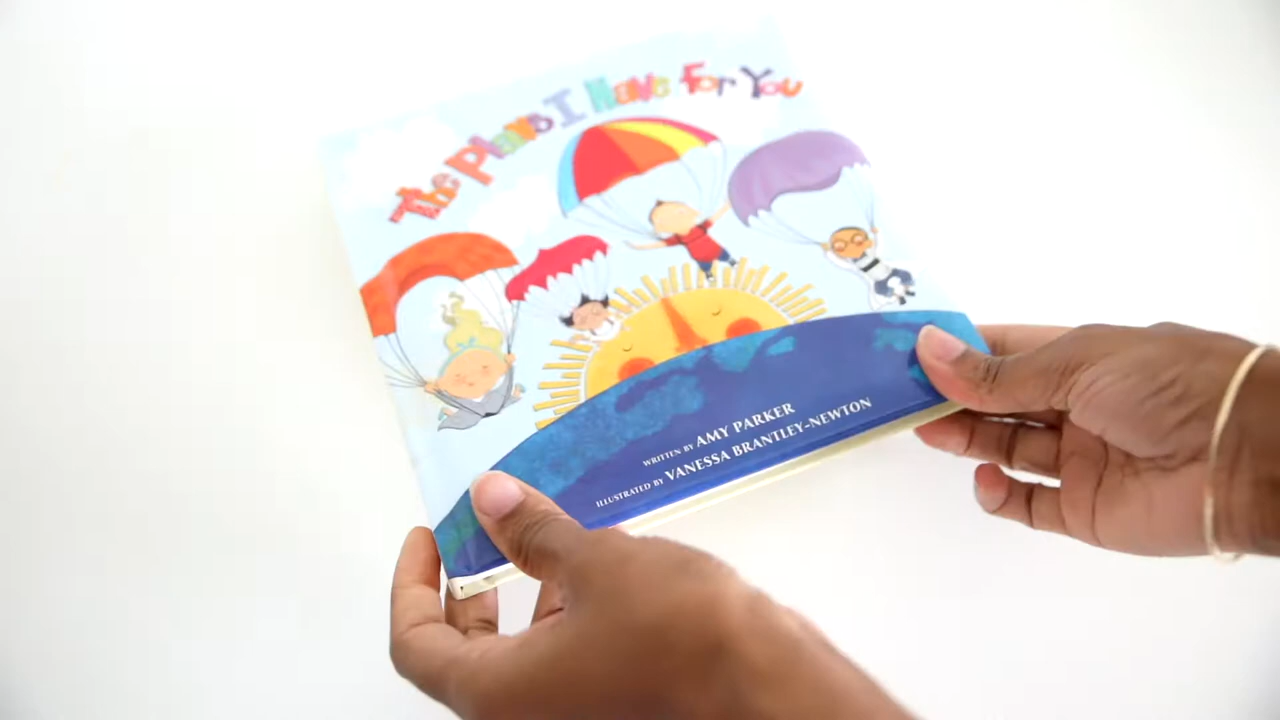 The Plans I Have For You
WRITTEN BY AMY PARKER
ILLUSTRATED BY VANESSA BRANTLEY-NEWTON